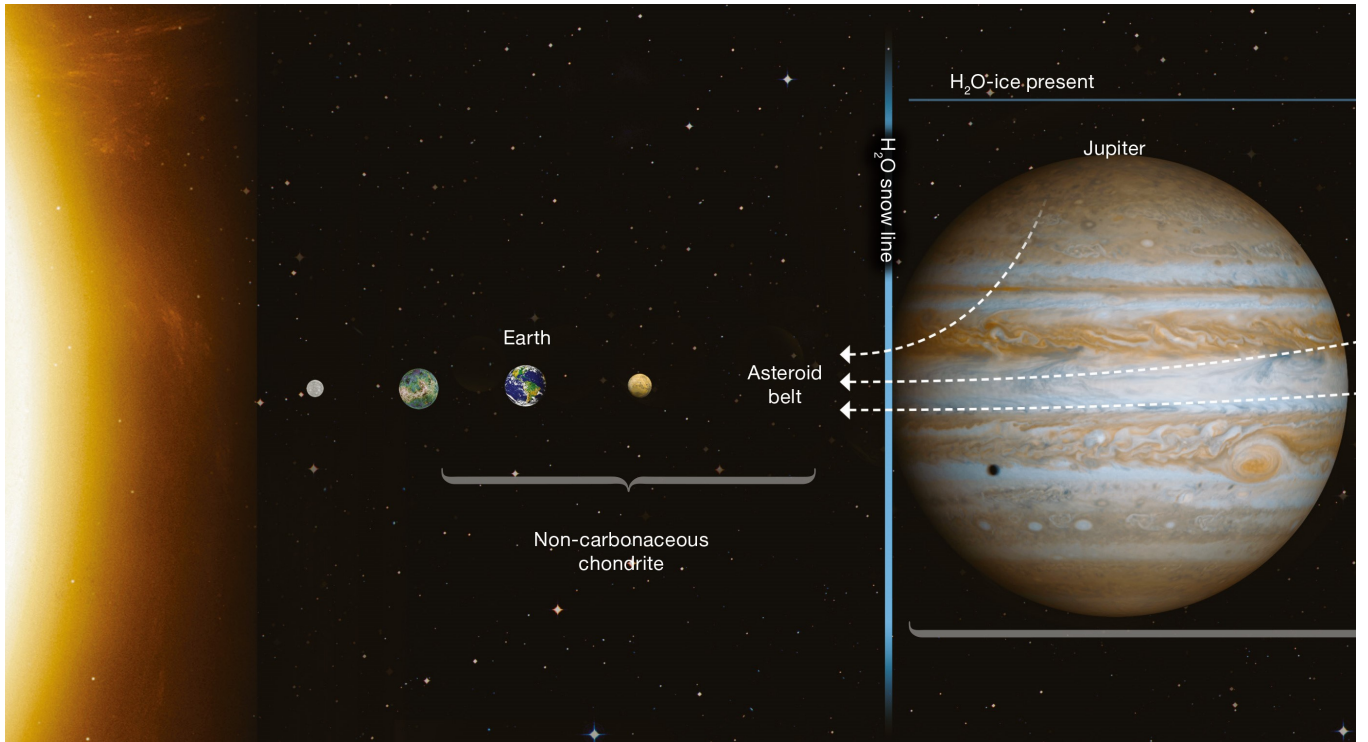 H₂O-ice present
Jupiter
H₂O snow line
Earth
Asteroid
belt
Non-carbonaceous
chondrite